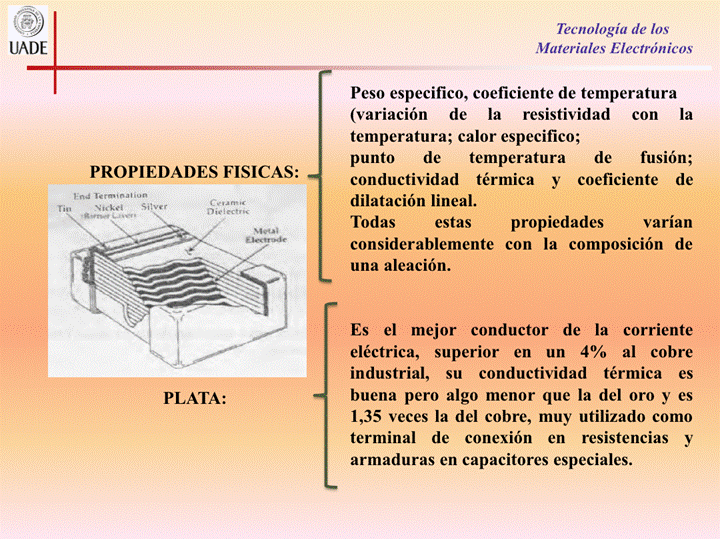 UADE
Tecnología de los
Materiales Electrónicos
PROPIEDADES FISICAS:
Peso especifico, coeficiente de temperatura
(variación de la resistividad con la
temperatura; calor especifico;
punto de temperatura de fusión;
conductividad térmica y coeficiente de
dilatación lineal.
Todas estas propiedades varían
considerablemente con la composición de
una aleación.
End Termination
Tin Nickel Silver
(Barrier Layer)
Ceramic
Dielectric
Metal
Electrode
PLATA:
Es el mejor conductor de la corriente
eléctrica, superior en un 4% al cobre
industrial, su conductividad térmica es
buena pero algo menor que la del oro y es
1,35 veces la del cobre, muy utilizado como
terminal de conexión en resistencias y
armaduras en capacitores especiales.